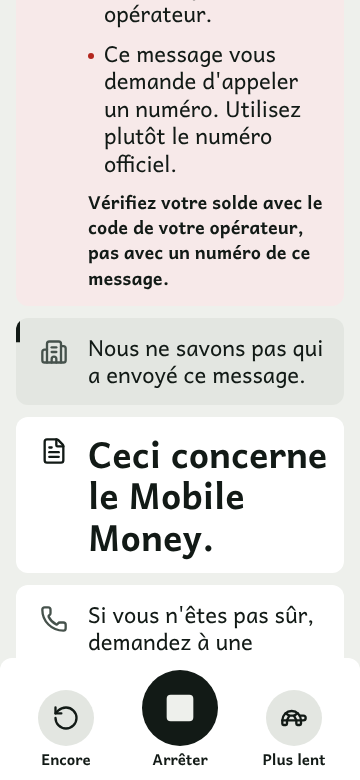 opérateur.
Ce message vous
demande d'appeler
un numéro. Utilisez
plutôt le numéro
officiel.
Vérifiez votre solde avec le
code de votre opérateur,
pas avec un numéro de ce
message.
Nous ne savons pas qui
a envoyé ce message.
Ceci concerne
le Mobile
Money.
Si vous n'êtes pas sûr,
demandez à une
Encore
Arrêter
Plus lent